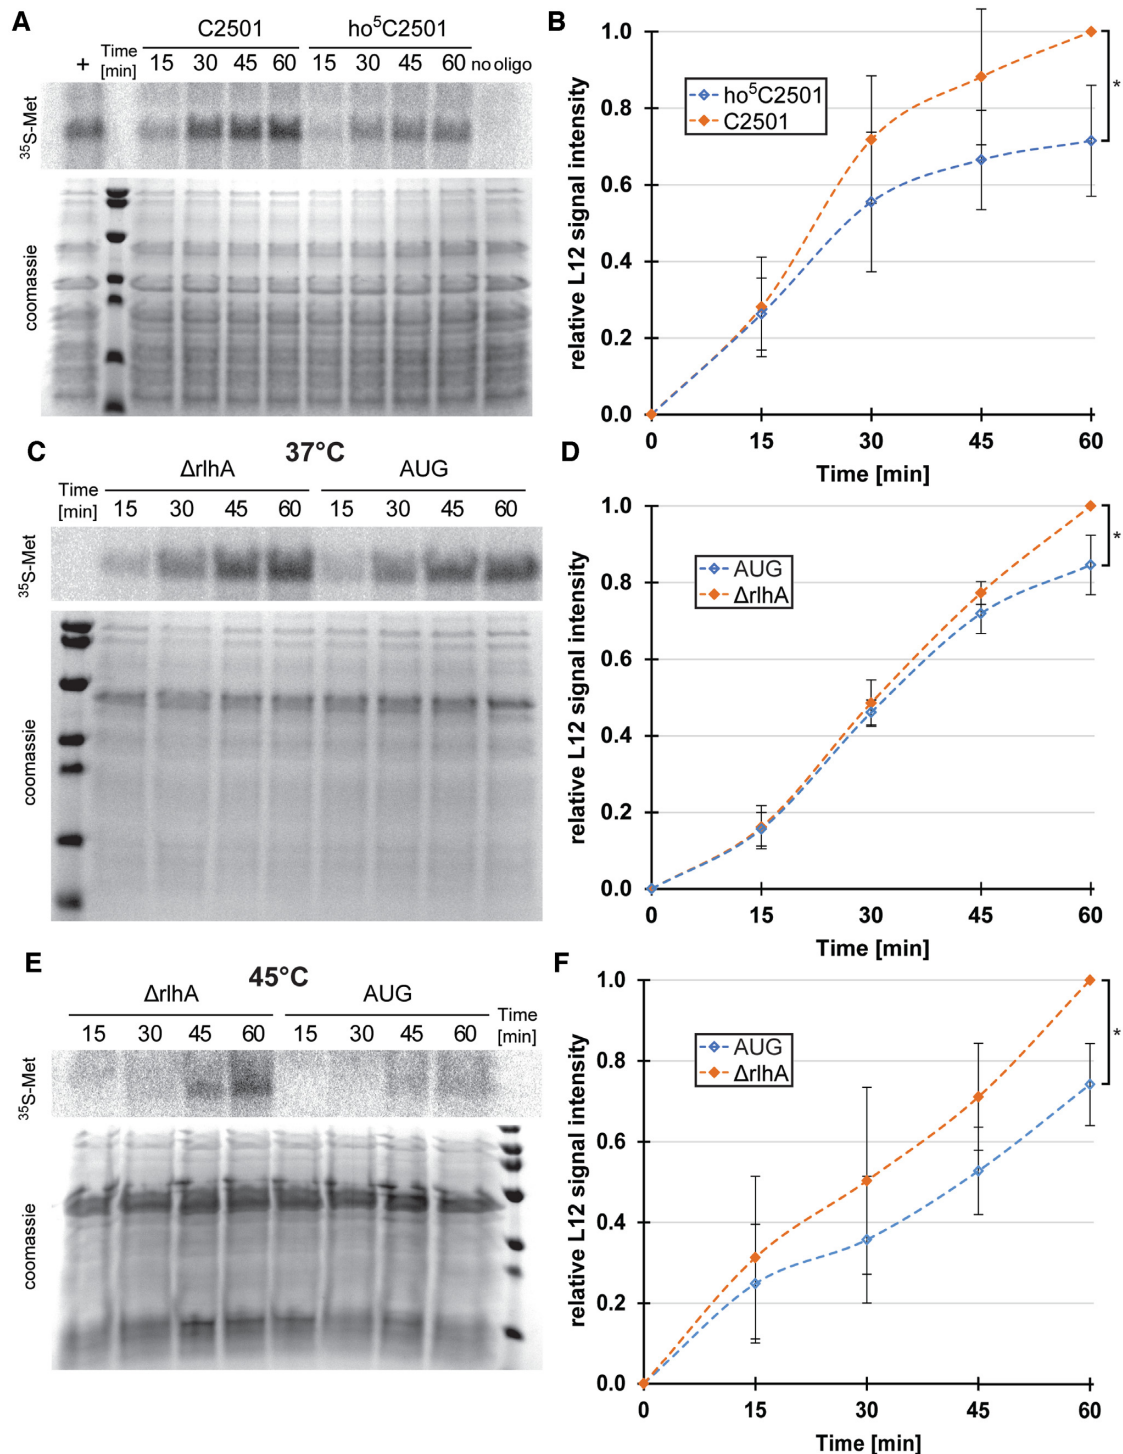 A
C2501 ho⁵C2501
+ Time [min] 15 30 45 60 15 30 45 60 no oligo
³⁵S-Met
coomassie
B
relative L12 signal intensity
1.0
0.8
0.6
0.4
0.2
0.0
ho⁵C2501
C2501
*
0 15 30 45 60
Time [min]
C
37°C
ΔrlhA AUG
Time [min] 15 30 45 60 15 30 45 60
³⁵S-Met
coomassie
D
relative L12 signal intensity
1.0
0.8
0.6
0.4
0.2
0.0
AUG
ΔrlhA
*
0 15 30 45 60
Time [min]
E
45°C
ΔrlhA AUG
15 30 45 60 15 30 45 60 Time [min]
³⁵S-Met
coomassie
F
relative L12 signal intensity
1.0
0.8
0.6
0.4
0.2
0.0
AUG
ΔrlhA
*
0 15 30 45 60
Time [min]